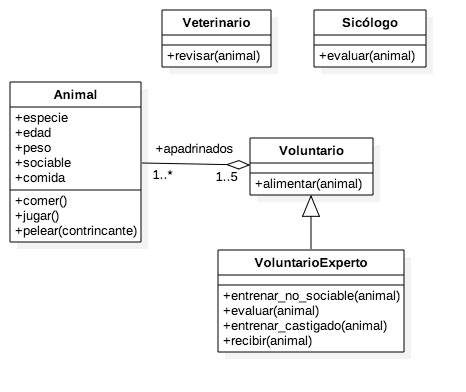 Veterinario
+revisar(animal)
Sicólogo
+evaluar(animal)
Animal
+especie
+edad
+peso
+sociable
+comida
+comer()
+jugar()
+pelear(contrincante)
+apadrinados
1..*
1..5
Voluntario
+alimentar(animal)
VoluntarioExperto
+entrenar_no_sociable(animal)
+evaluar(animal)
+entrenar_castigado(animal)
+recibir(animal)